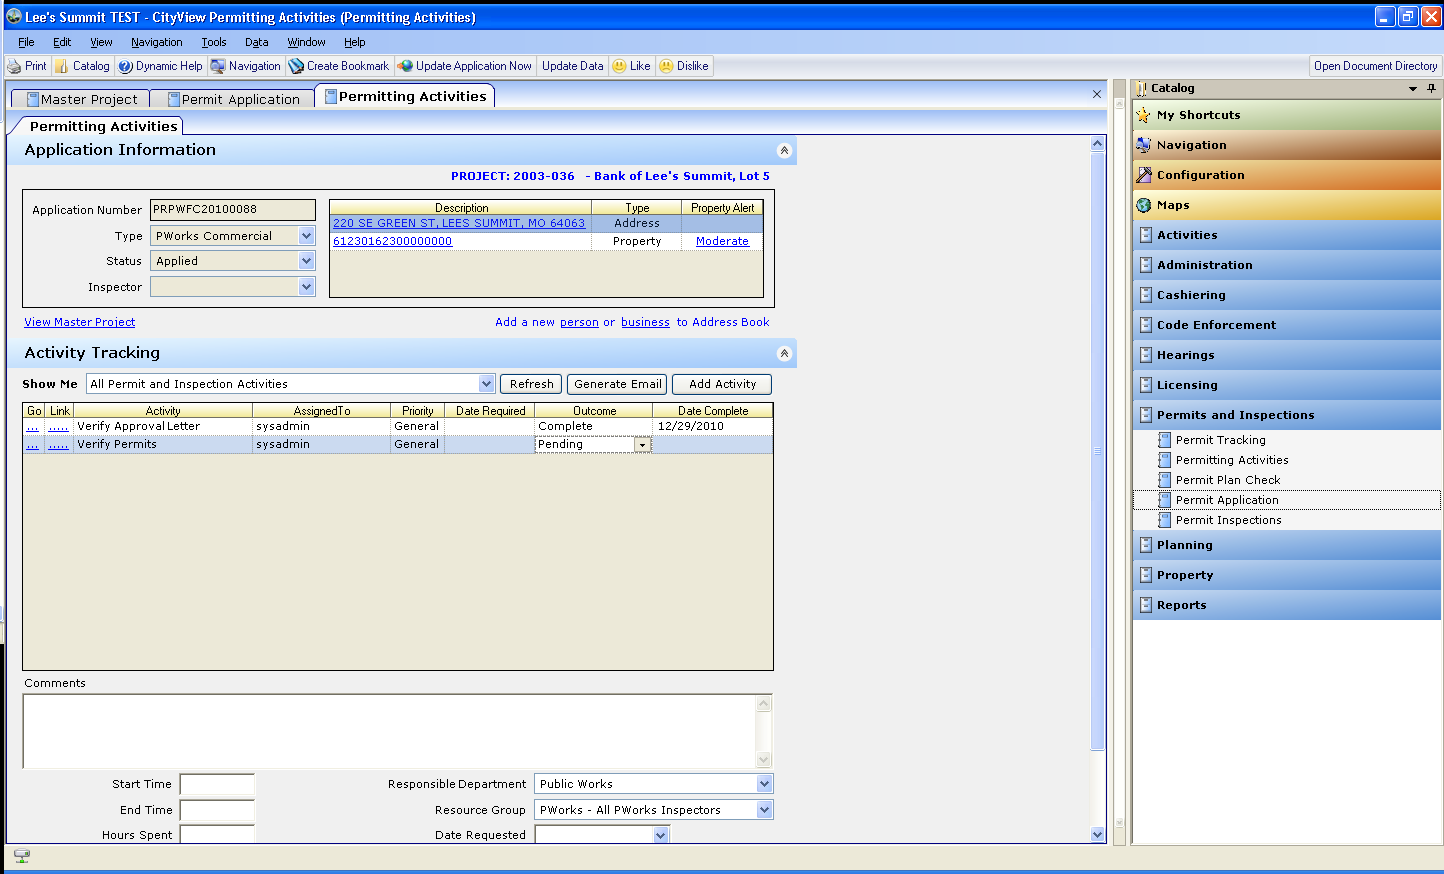 Lee's Summit TEST - CityView Permitting Activities (Permitting Activities)
File Edit View Navigation Tools Data Window Help
Print Catalog Dynamic Help Navigation Create Bookmark Update Application Now Update Data Like Dislike Open Document Directory
Master Project Permit Application Permitting Activities
Permitting Activities
Application Information
PROJECT: 2003-036 - Bank of Lee's Summit, Lot 5
Application Number PRPWFC20100088
Type PWorks Commercial
Status Applied
Inspector
Description Type Property Alert
220 SE GREEN ST, LEES SUMMIT, MO 64063 Address
61230162300000000 Property Moderate
View Master Project Add a new person or business to Address Book
Activity Tracking
Show Me All Permit and Inspection Activities Refresh Generate Email Add Activity
Go Link Activity AssignedTo Priority Date Required Outcome Date Complete
... ..... Verify Approval Letter sysadmin General Complete 12/29/2010
... ..... Verify Permits sysadmin General Pending
Comments
Start Time Responsible Department Public Works
End Time Resource Group PWorks - All PWorks Inspectors
Hours Spent Date Requested
Catalog
My Shortcuts
Navigation
Configuration
Maps
Activities
Administration
Cashiering
Code Enforcement
Hearings
Licensing
Permits and Inspections
Permit Tracking
Permitting Activities
Permit Plan Check
Permit Application
Permit Inspections
Planning
Property
Reports